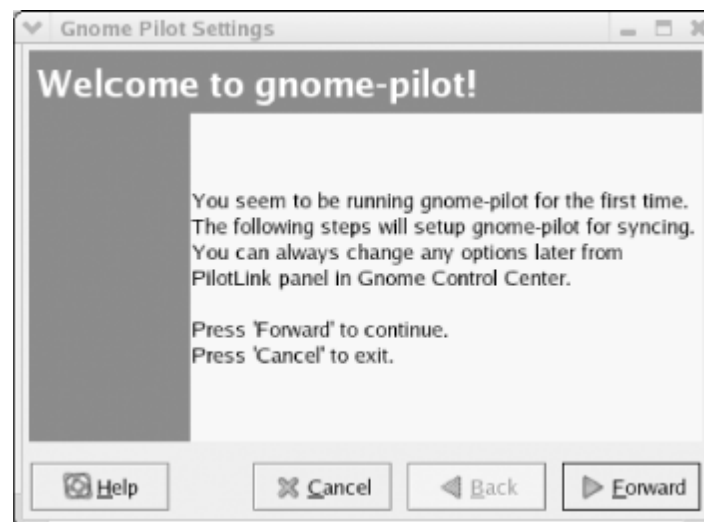 Gnome Pilot Settings
Welcome to gnome-pilot!
You seem to be running gnome-pilot for the first time.
The following steps will setup gnome-pilot for syncing.
You can always change any options later from
PilotLink panel in Gnome Control Center.
Press 'Forward' to continue.
Press 'Cancel' to exit.
Help
Cancel
Back
Forward